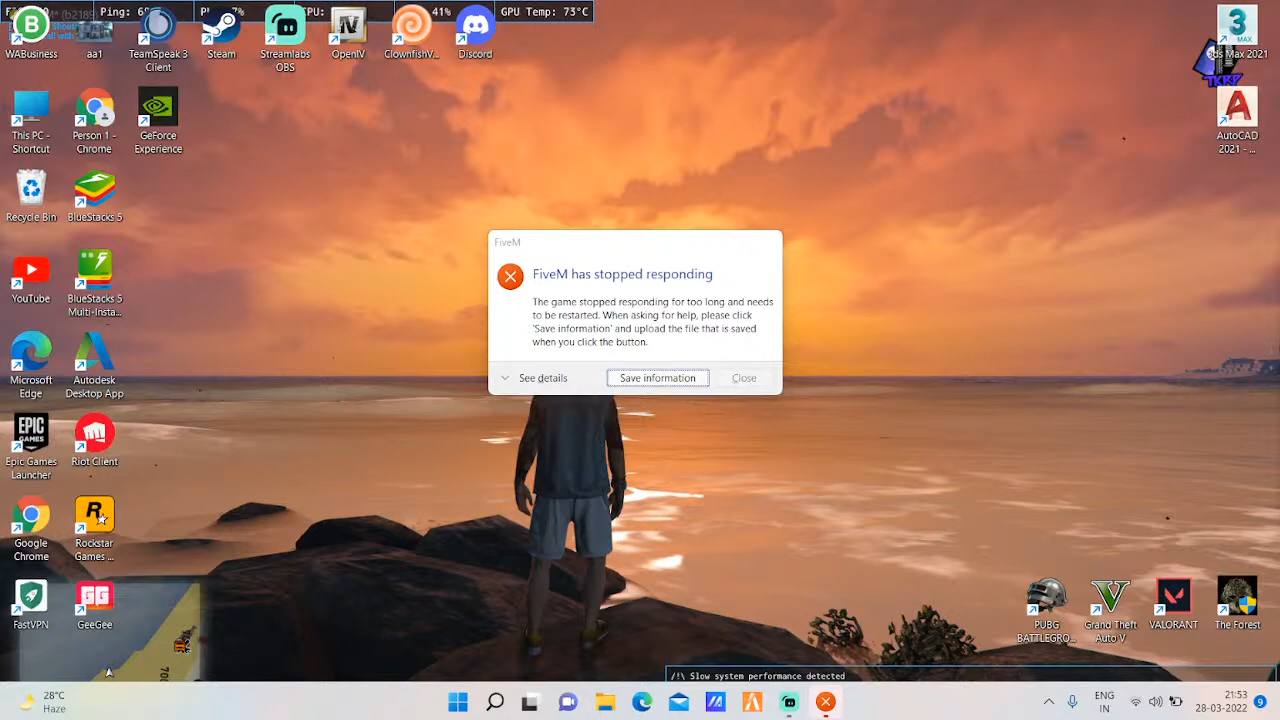 Ping:
41%
GPU Temp: 73°C
WABusiness
aa1
TeamSpeak 3
Client
Steam
Streamlabs
OBS
OpenIV
ClownfishV...
Discord
3
MAX
3ds Max 2021
TKRP
This PC -
Shortcut
Person 1 -
Chrome
GeForce
Experience
AutoCAD
2021 - ...
Recycle Bin
BlueStacks 5
YouTube
BlueStacks 5
Multi-Insta...
Microsoft
Edge
Autodesk
Desktop App
EPIC
GAMES
Epic Games
Launcher
Riot Client
Google
Chrome
Rockstar
Games ...
FastVPN
GeeGee
FiveM
FiveM has stopped responding
The game stopped responding for too long and needs
to be restarted. When asking for help, please click
'Save information' and upload the file that is saved
when you click the button.
See details
Save information
Close
PUBG
BATTLEGRO...
Grand Theft
Auto V
VALORANT
The Forest
/!\ Slow system performance detected
28°C
Haze
ENG
IN
21:53
28-03-2022
9